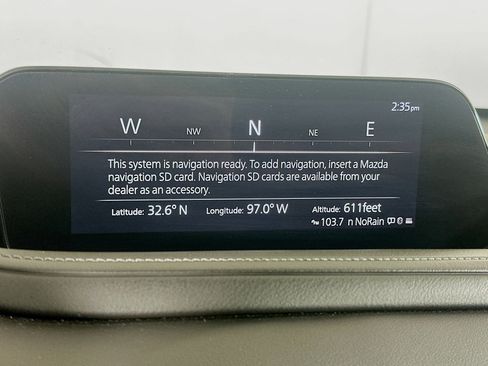 2:35pm
W NW N NE E
This system is navigation ready. To add navigation, insert a Mazda
navigation SD card. Navigation SD cards are available from your
dealer as an accessory.
Latitude: 32.6° N Longitude: 97.0° W Altitude: 611feet
103.7 n NoRain